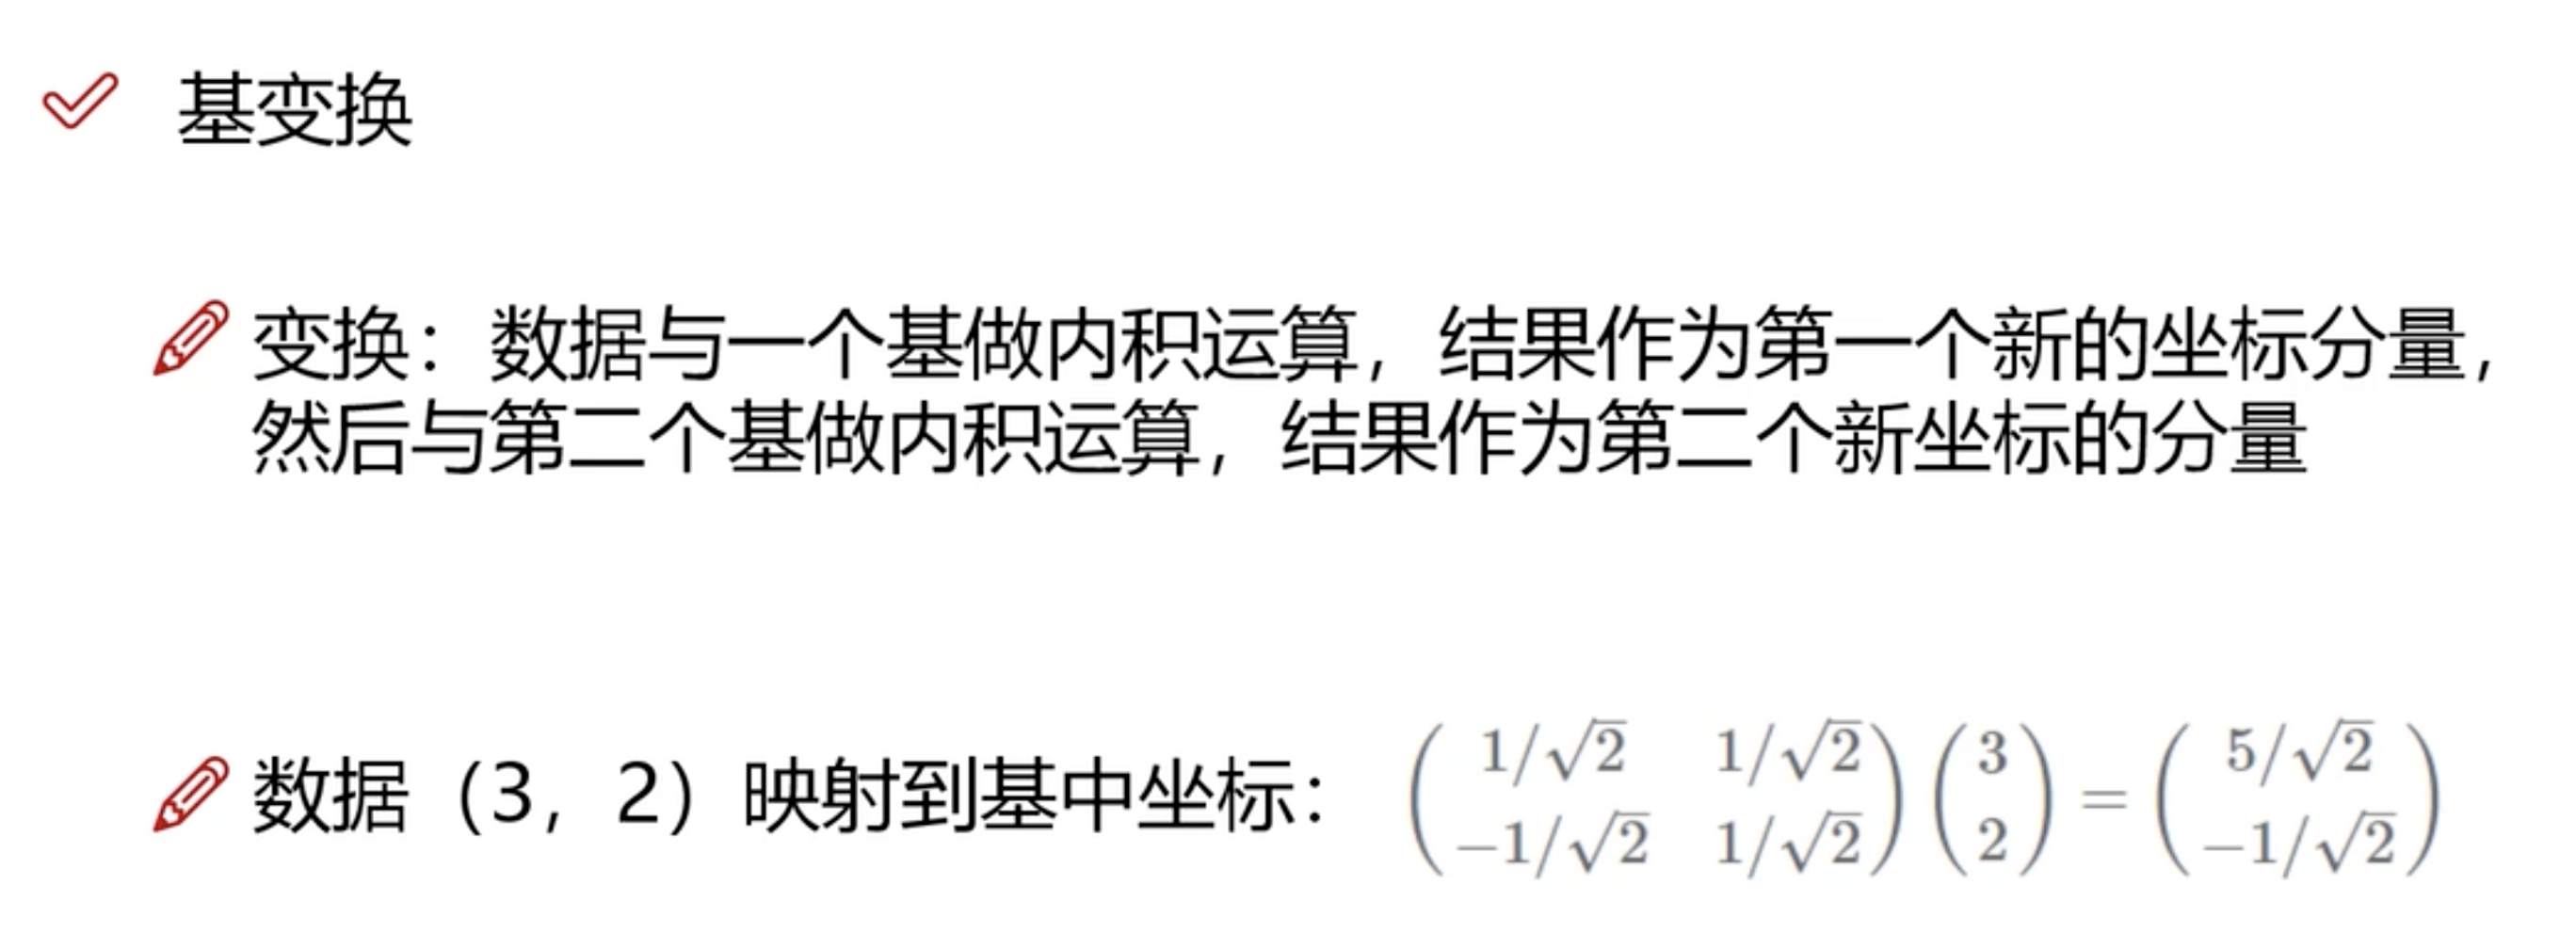 基变换
变换：数据与一个基做内积运算，结果作为第一个新的坐标分量，
然后与第二个基做内积运算，结果作为第二个新坐标的分量
数据（3，2）映射到基中坐标： \begin{pmatrix} 1/\sqrt{2} & 1/\sqrt{2} \\ -1/\sqrt{2} & 1/\sqrt{2} \end{pmatrix} \begin{pmatrix} 3 \\ 2 \end{pmatrix} = \begin{pmatrix} 5/\sqrt{2} \\ -1/\sqrt{2} \end{pmatrix}